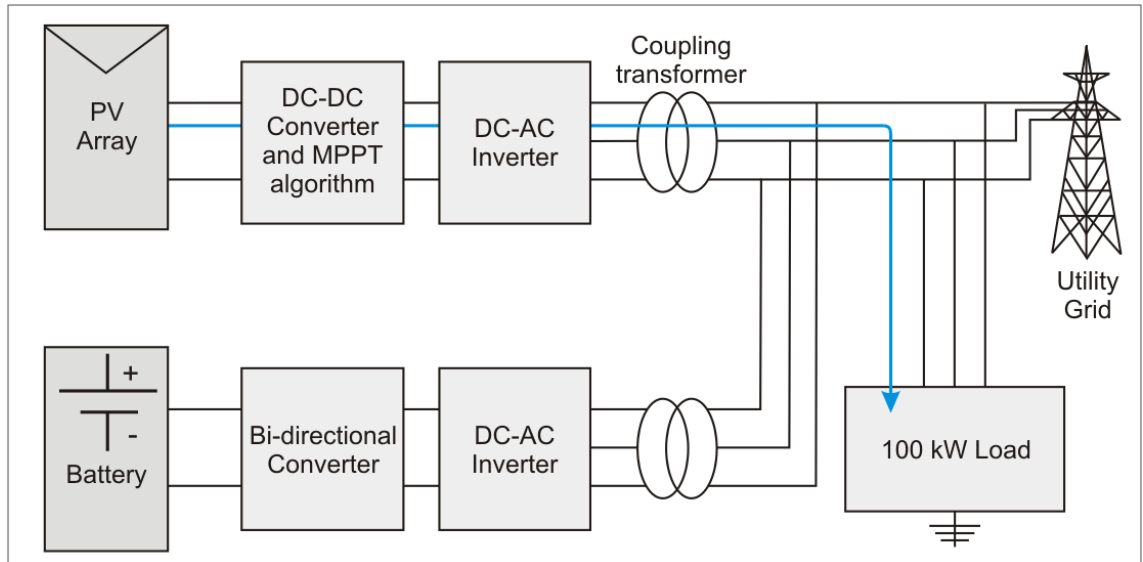 PV
Array
DC-DC
Converter
and MPPT
algorithm
DC-AC
Inverter
Coupling
transformer
Utility
Grid
+
-
Battery
Bi-directional
Converter
DC-AC
Inverter
100 kW Load